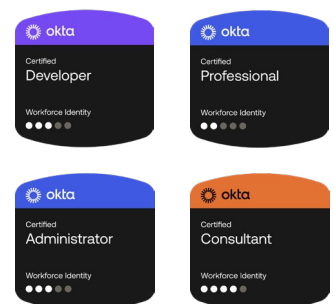 okta
Certified
Developer
Workforce Identity
okta
Certified
Professional
Workforce Identity
okta
Certified
Administrator
Workforce Identity
okta
Certified
Consultant
Workforce Identity